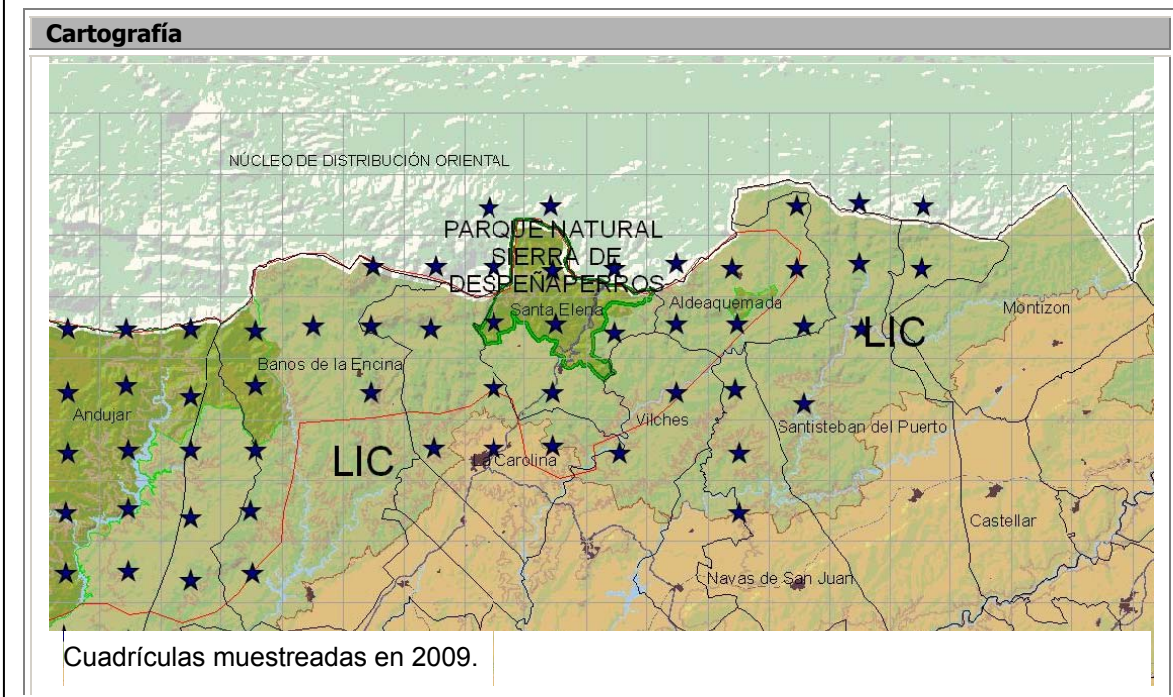 Cartografía
NÚCLEO DE DISTRIBUCIÓN ORIENTAL
PARQUE NATURAL
SIERRA DE
DESPEÑAPERROS
Santa Elena
Aldeaquemada
Montizon
LIC
Banos de la Encina
Andujar
Vilches
Santisteban del Puerto
LIC
La Carolina
Castellar
Navas de San Juan
Cuadrículas muestreadas en 2009.